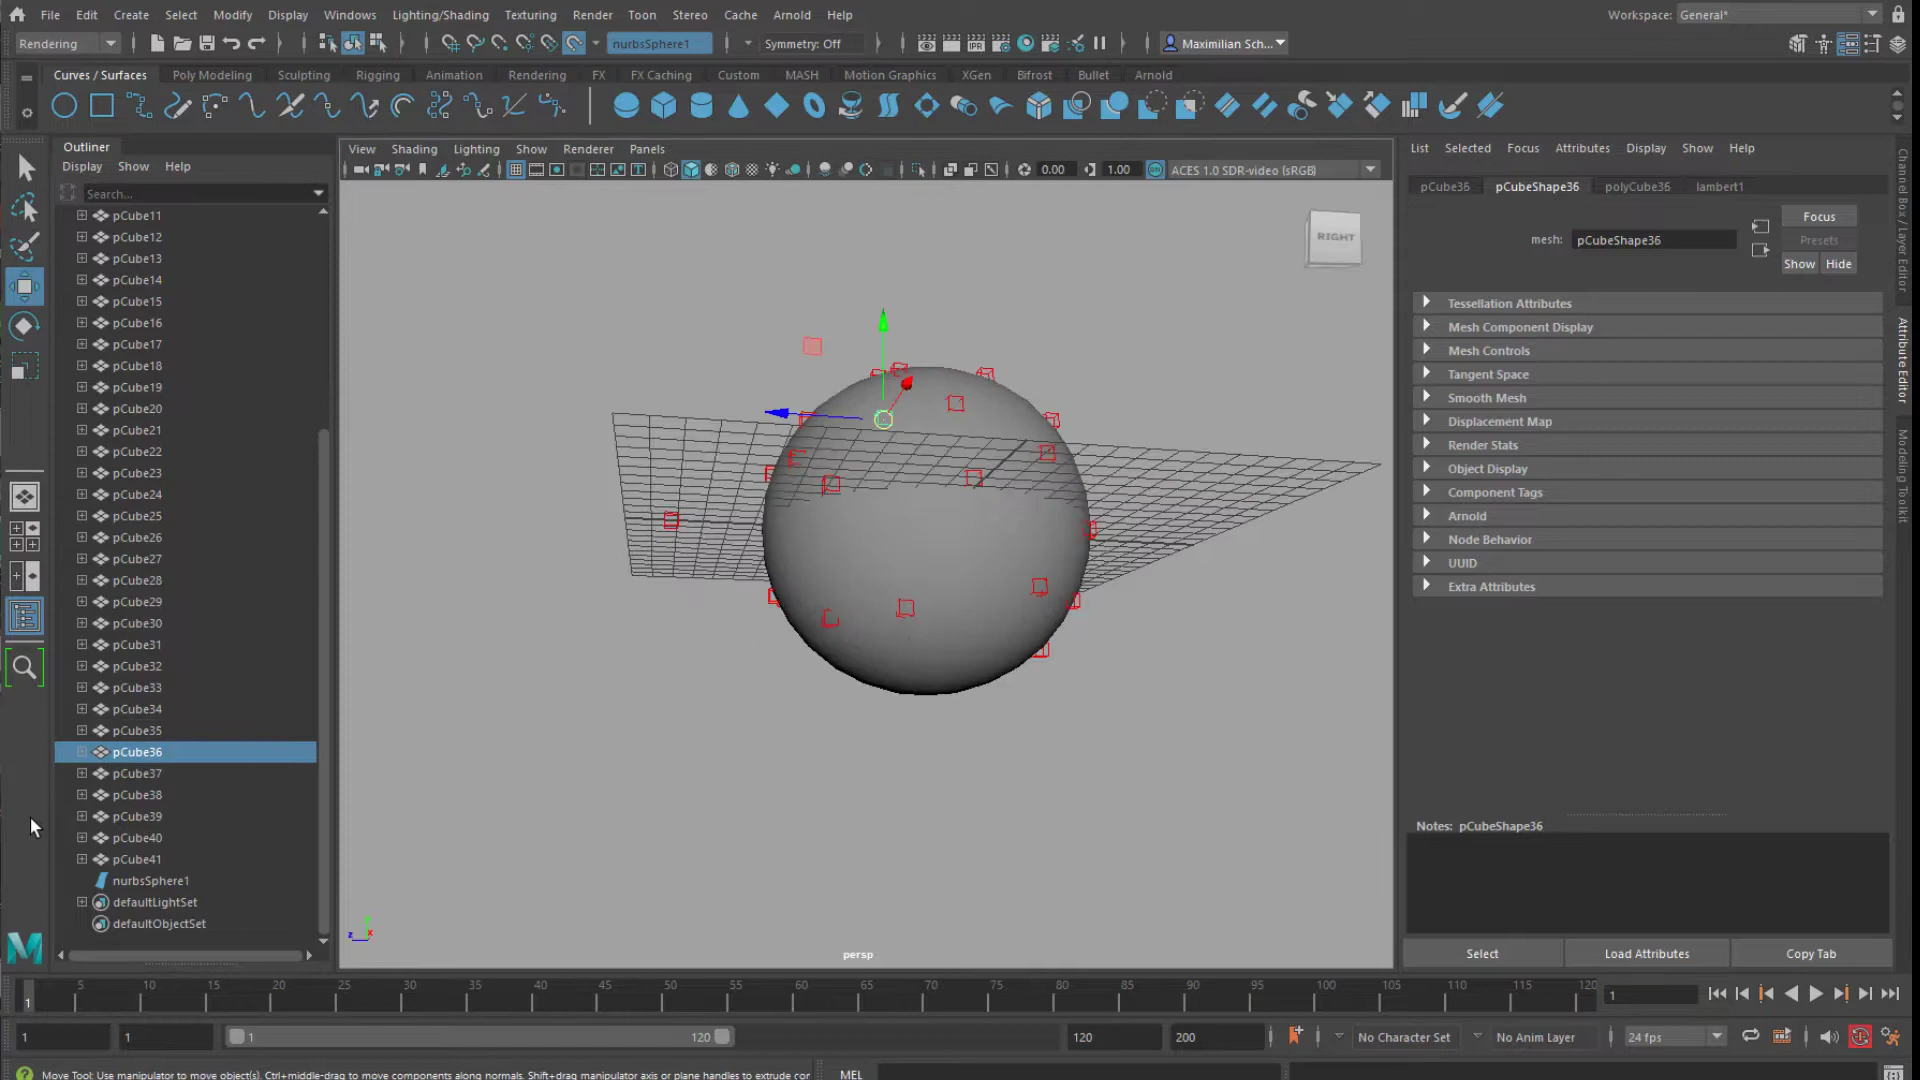 File Edit Create Select Modify Display Windows Lighting/Shading Texturing Render Toon Stereo Cache Arnold Help Workspace: General*
Rendering nurbsSphere1 Symmetry: Off IPR Maximilian Sch...
Curves / Surfaces Poly Modeling Sculpting Rigging Animation Rendering FX FX Caching Custom MASH Motion Graphics XGen Bifrost Bullet Arnold
Outliner
Display Show Help
Search...
pCube11
pCube12
pCube13
pCube14
pCube15
pCube16
pCube17
pCube18
pCube19
pCube20
pCube21
pCube22
pCube23
pCube24
pCube25
pCube26
pCube27
pCube28
pCube29
pCube30
pCube31
pCube32
pCube33
pCube34
pCube35
pCube36
pCube37
pCube38
pCube39
pCube40
pCube41
nurbsSphere1
defaultLightSet
defaultObjectSet
View Shading Lighting Show Renderer Panels
0.00 1.00 ACES 1.0 SDR-video (sRGB)
RIGHT
z x
persp
List Selected Focus Attributes Display Show Help
pCube36 pCubeShape36 polyCube36 lambert1
Focus
mesh: pCubeShape36
Presets
Show Hide
Tessellation Attributes
Mesh Component Display
Mesh Controls
Tangent Space
Smooth Mesh
Displacement Map
Render Stats
Object Display
Component Tags
Arnold
Node Behavior
UUID
Extra Attributes
Notes: pCubeShape36
Select Load Attributes Copy Tab
Channel Box / Layer Editor
Attribute Editor
Modeling Toolkit
1 5 10 15 20 25 30 35 40 45 50 55 60 65 70 75 80 85 90 95 100 105 110 115 120 1
1 1 1 120 120 200 No Character Set No Anim Layer 24 fps
Move Tool: Use manipulator to move object(s). Ctrl+middle-drag to move components along normals. Shift+drag manipulator axis or plane handles to extrude cor MEL